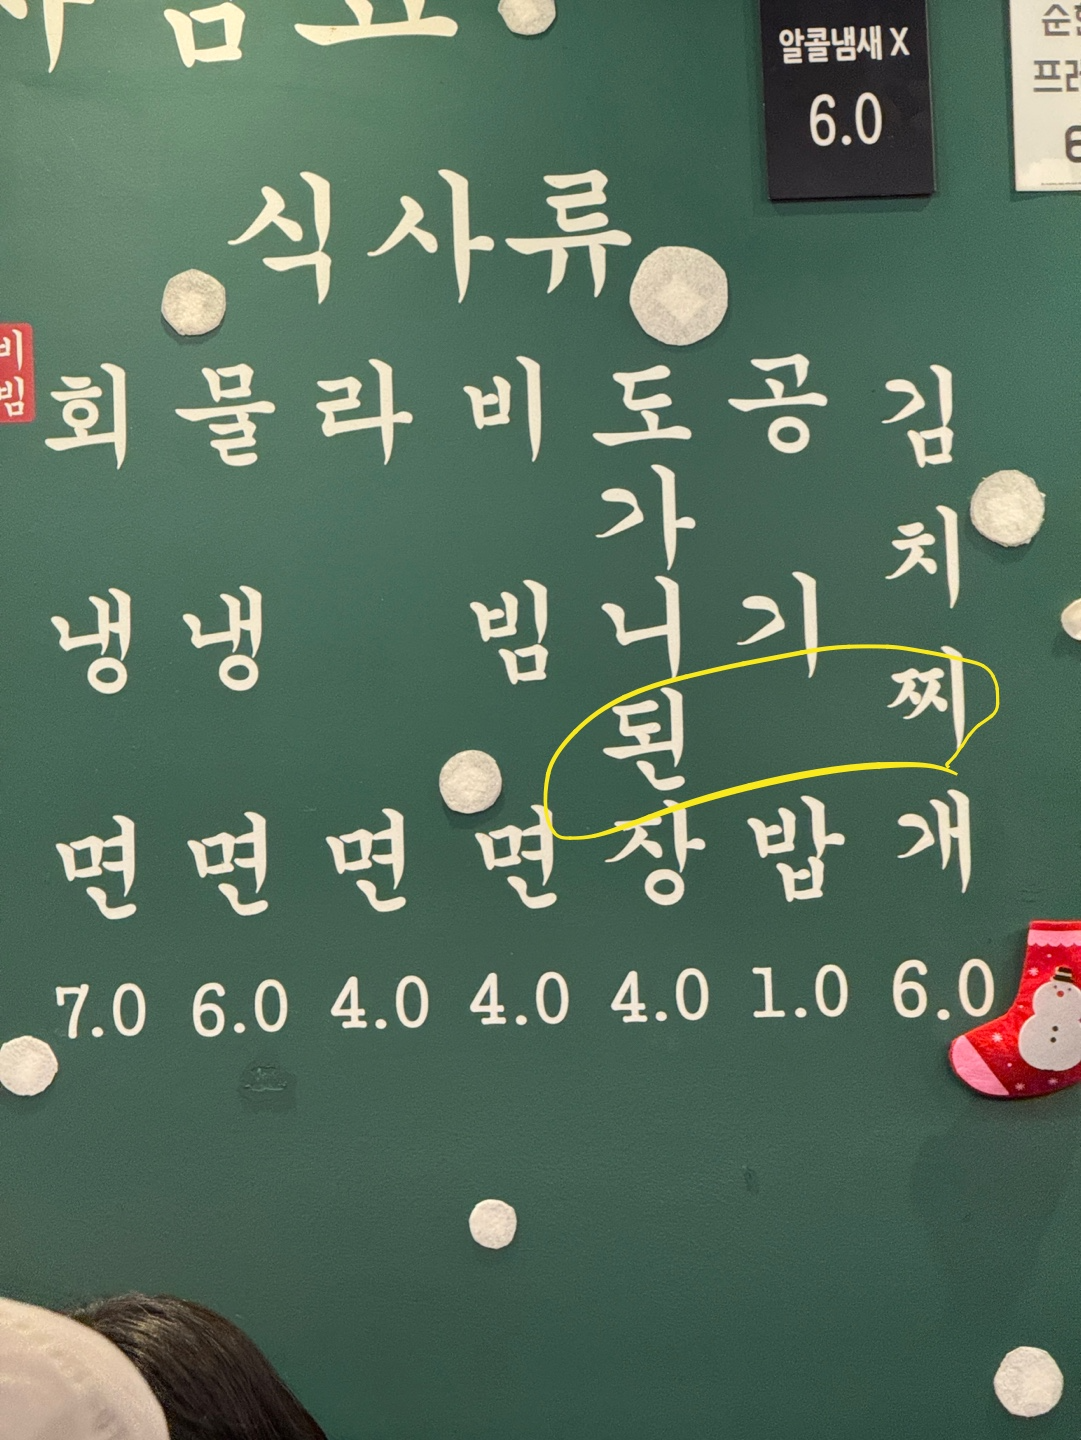 알콜냄새 X
6.0
식사류
비빔
회냉면
물냉면
라면
비빔면
도가니된장
공기밥
김치찌개
7.0 6.0 4.0 4.0 4.0 1.0 6.0